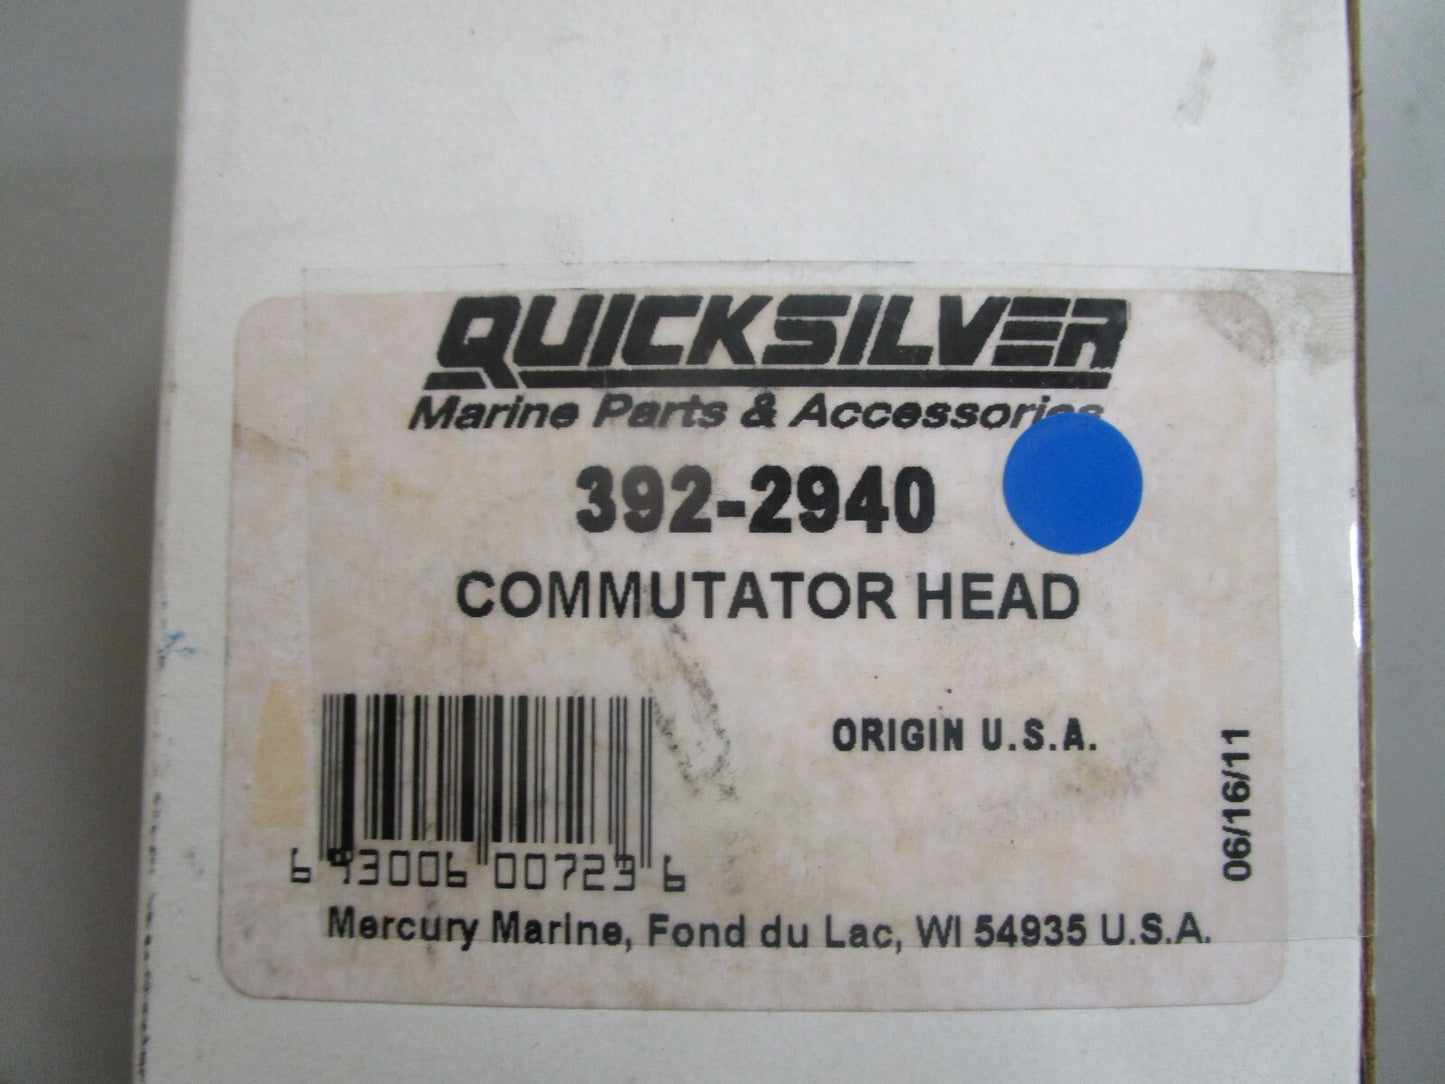 QUICKSILVER
Marine Parts & Accessories
392-2940
COMMUTATOR HEAD
ORIGIN U.S.A.
06/16/11
6 93006 00723 6
Mercury Marine, Fond du Lac, WI 54935 U.S.A.